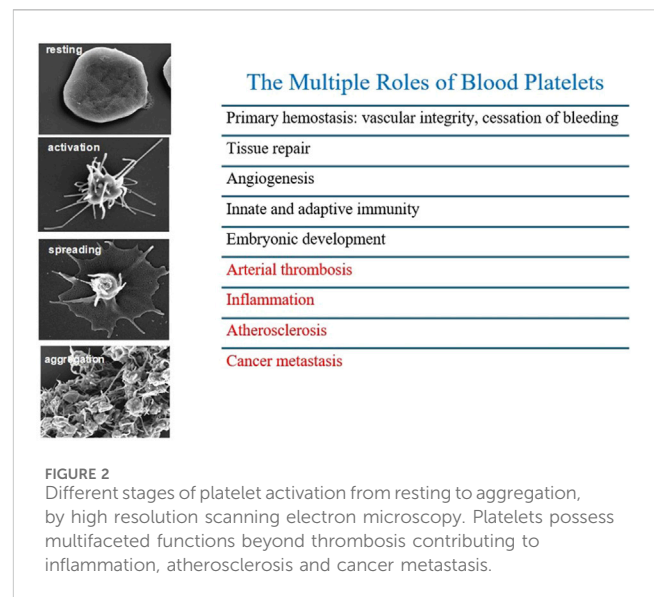 resting
activation
spreading
aggregation
The Multiple Roles of Blood Platelets
Primary hemostasis: vascular integrity, cessation of bleeding
Tissue repair
Angiogenesis
Innate and adaptive immunity
Embryonic development
Arterial thrombosis
Inflammation
Atherosclerosis
Cancer metastasis
FIGURE 2
Different stages of platelet activation from resting to aggregation,
by high resolution scanning electron microscopy. Platelets possess
multifaceted functions beyond thrombosis contributing to
inflammation, atherosclerosis and cancer metastasis.